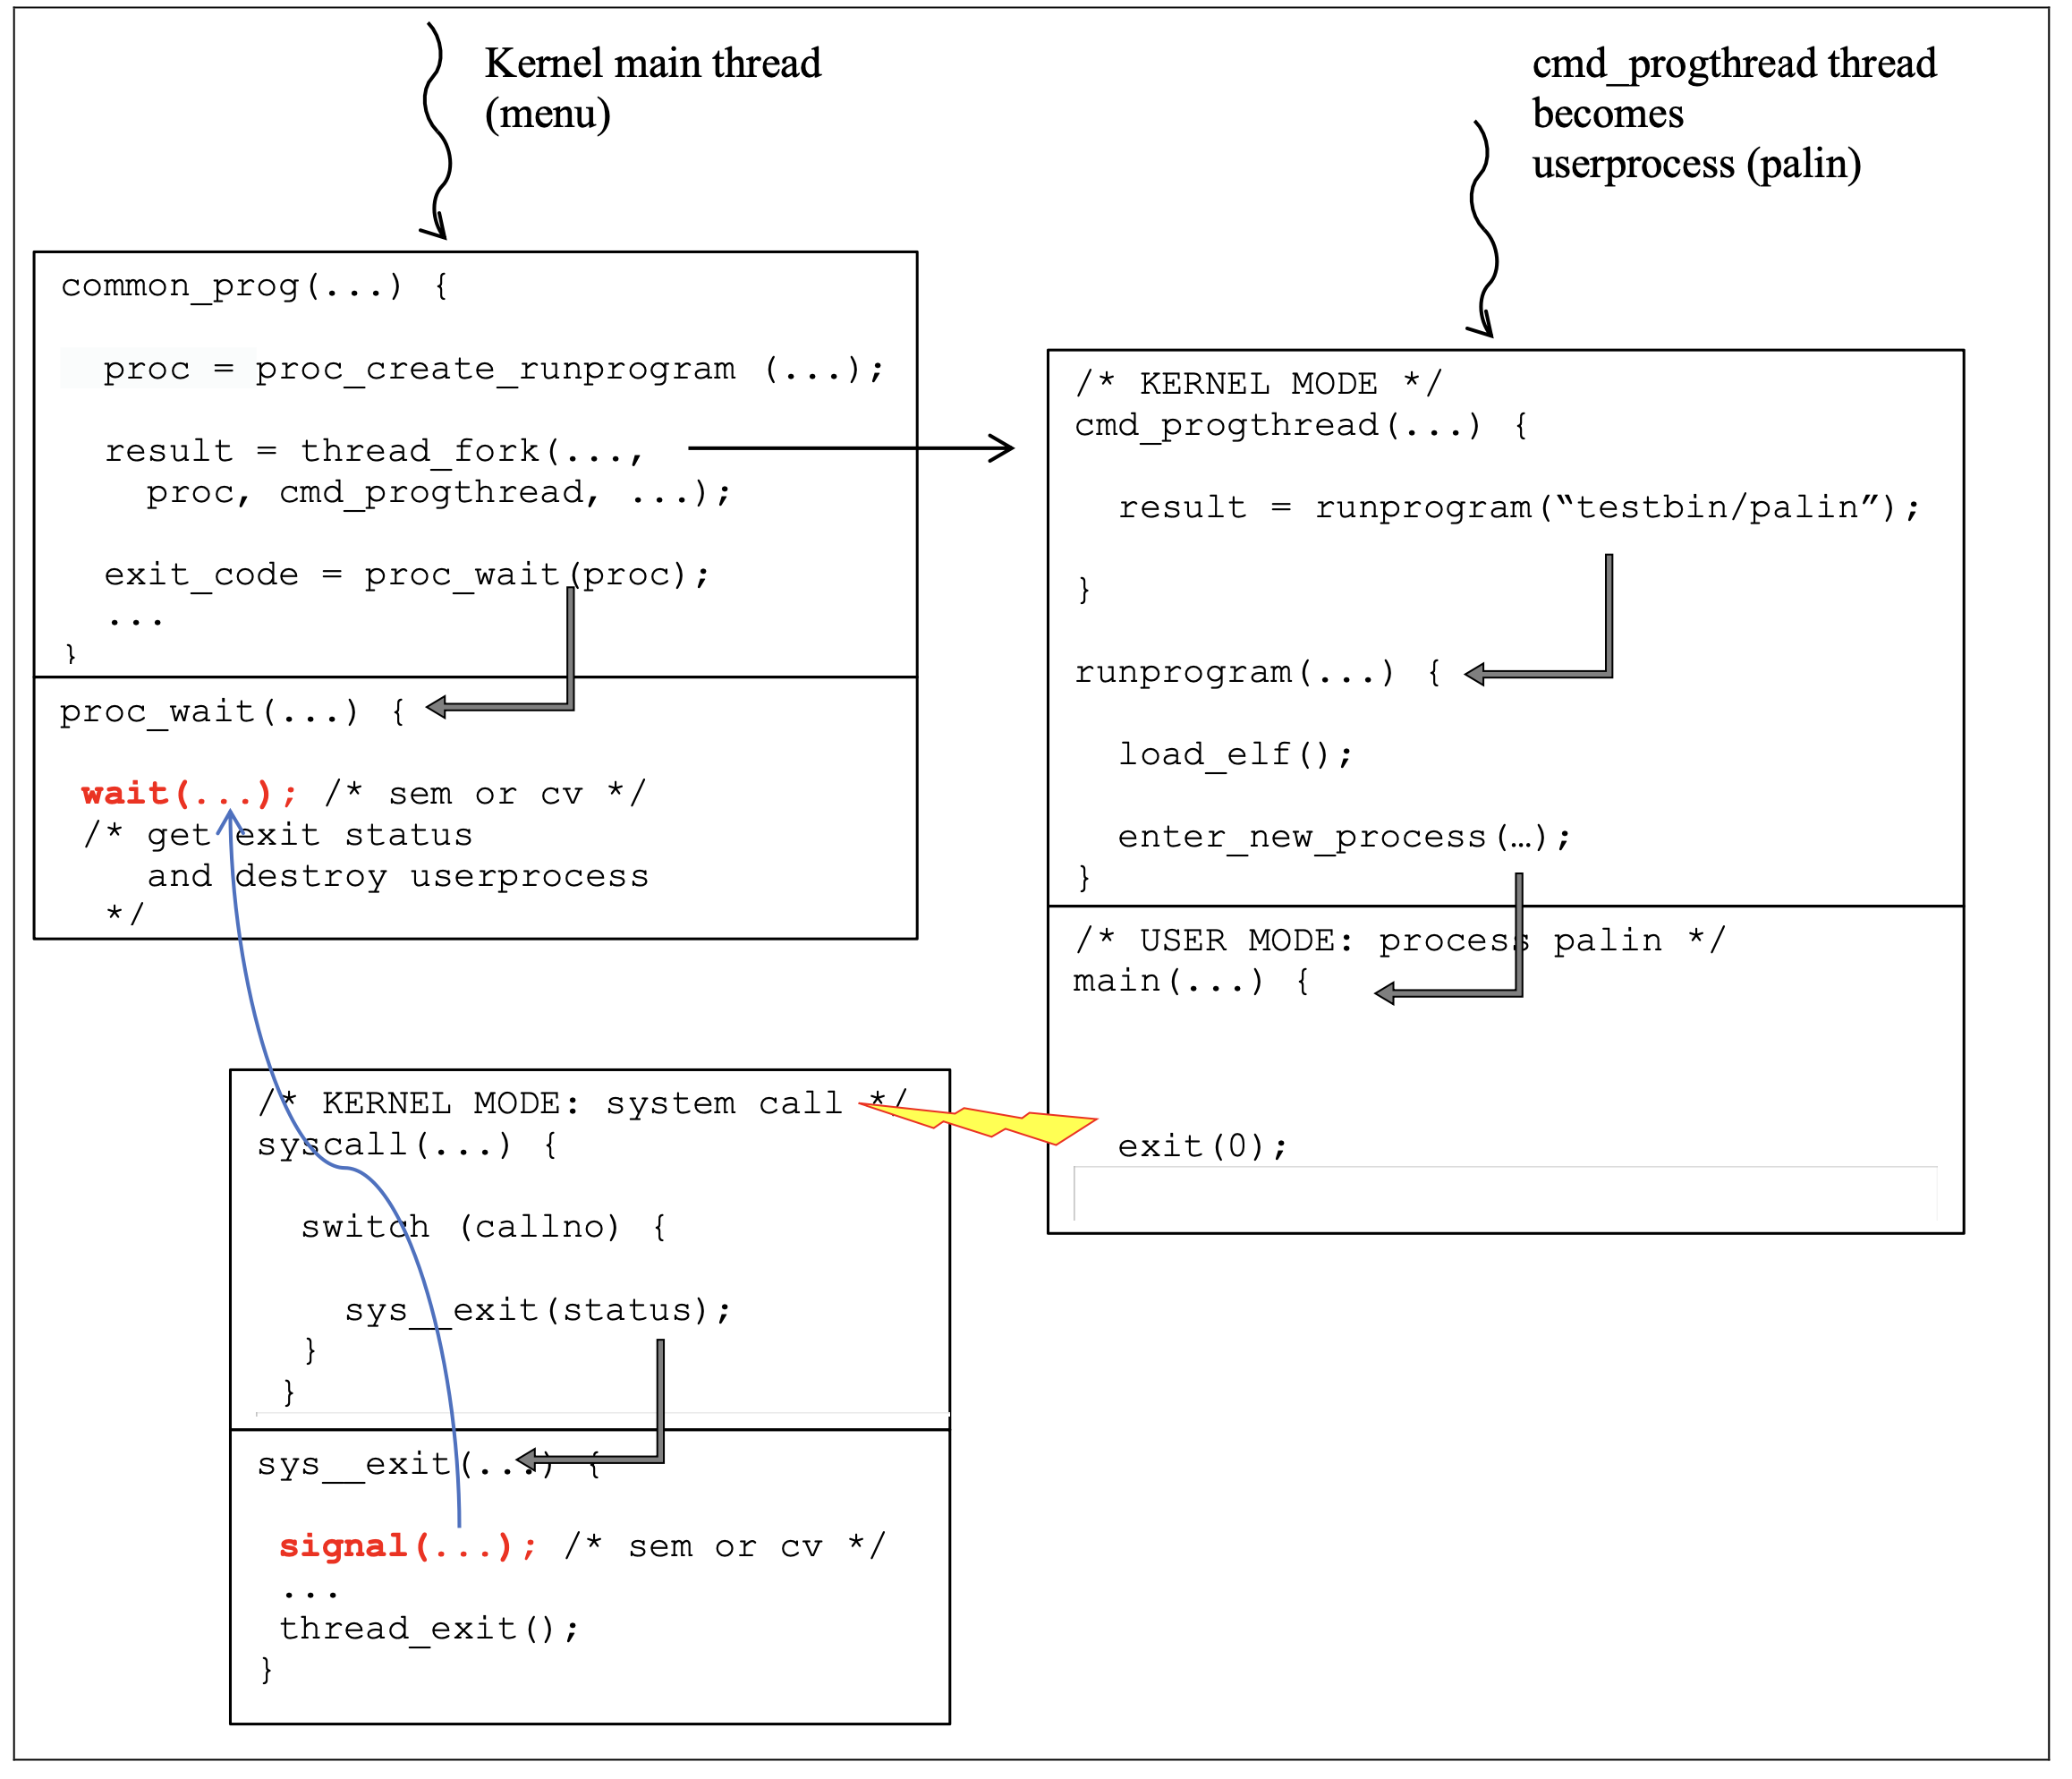 Kernel main thread
(menu)
cmd_progthread thread
becomes
userprocess (palin)
common_prog(...) {
proc = proc_create_runprogram (...);
result = thread_fork(...,
proc, cmd_progthread, ...);
exit_code = proc_wait(proc);
...
}
proc_wait(...) {
wait(...); /* sem or cv */
/* get exit status
and destroy userprocess
*/
/* KERNEL MODE */
cmd_progthread(...) {
result = runprogram(“testbin/palin”);
}
runprogram(...) {
load_elf();
enter_new_process(…);
}
/* USER MODE: process palin */
main(...) {
exit(0);
/* KERNEL MODE: system call */
syscall(...) {
switch (callno) {
sys__exit(status);
}
}
sys__exit(...) {
signal(...); /* sem or cv */
...
thread_exit();
}